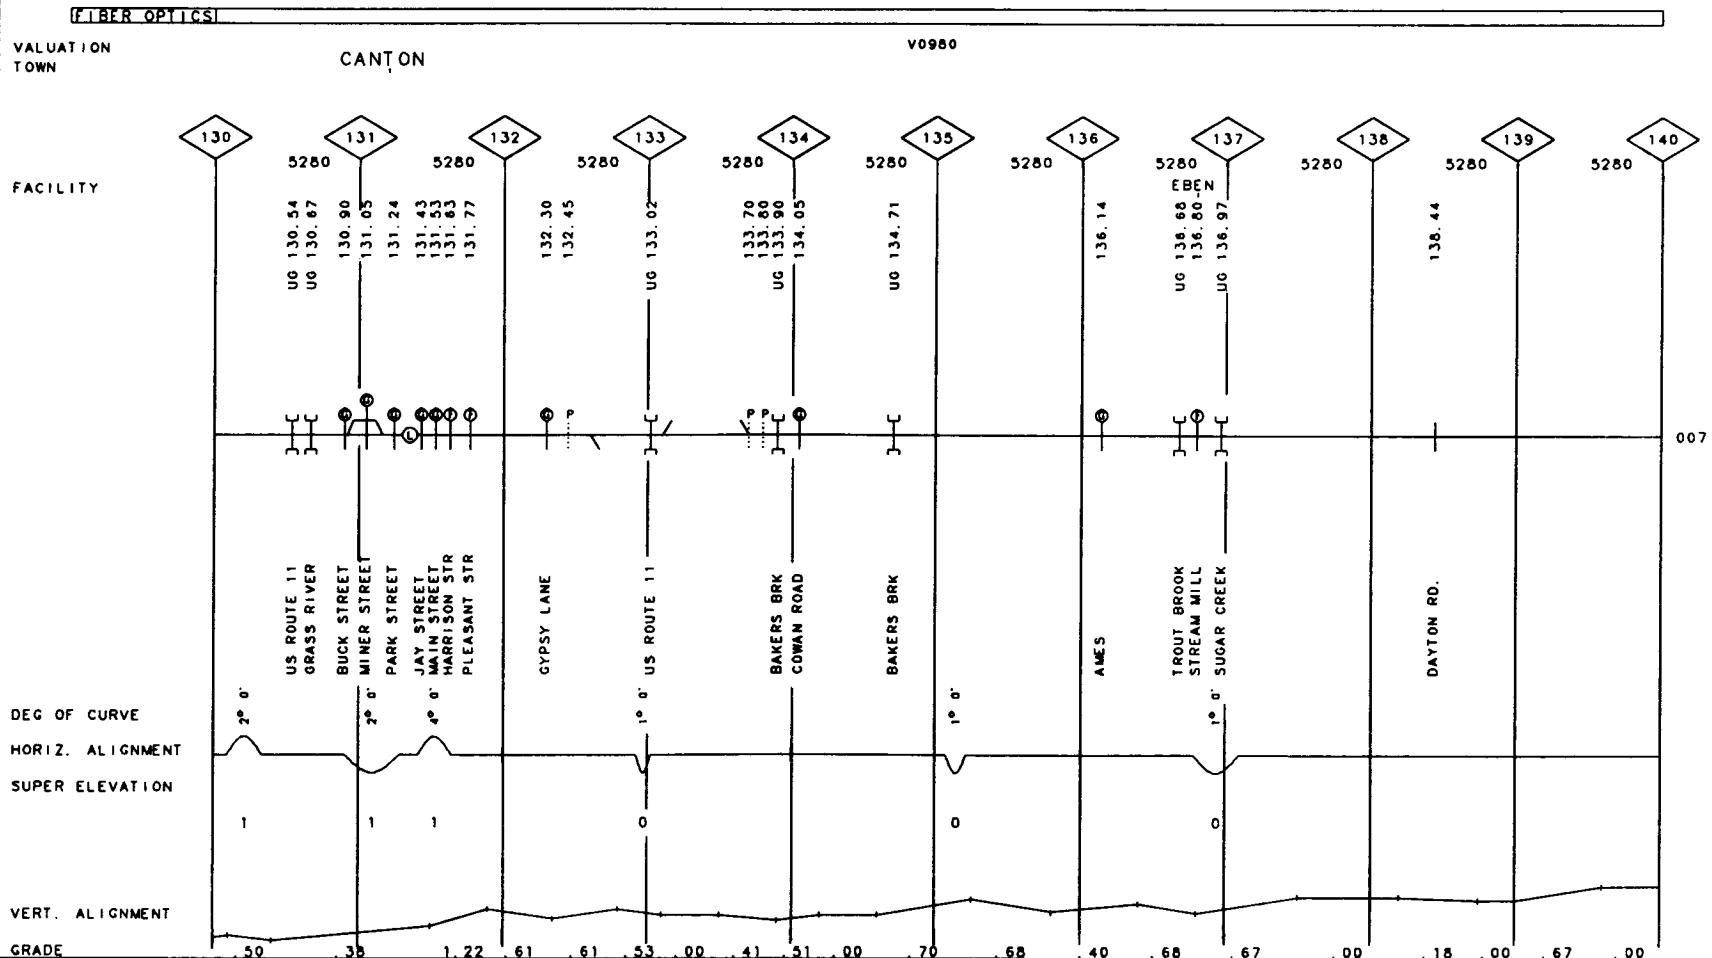 FIBER OPTICS
VALUATION
V0980
TOWN
CANTON
130 131 132 133 134 135 136 137 138 139 140
5280 5280 5280 5280 5280 5280 5280 5280 5280 5280
FACILITY
EBEN
UG 130.54
UG 130.67
130.90
131.05
131.24
131.43
131.53
131.63
131.77
132.30
132.45
UG 133.02
133.70
133.80
UG 133.90
134.05
UG 134.71
136.14
UG 136.68
136.80
UG 136.97
138.44
G G G L G G F F G P P P G G F
007
US ROUTE 11
GRASS RIVER
BUCK STREET
MINER STREET
PARK STREET
JAY STREET
MAIN STREET
HARRISON STR
PLEASANT STR
GYPSY LANE
US ROUTE 11
BAKERS BRK
COWAN ROAD
BAKERS BRK
AMES
TROUT BROOK
STREAM MILL
SUGAR CREEK
DAYTON RD.
DEG OF CURVE
2° 0' 2° 0' 4° 0' 1° 0' 1° 0' 1° 0'
HORIZ. ALIGNMENT
SUPER ELEVATION
1 1 1 0 0 0
VERT. ALIGNMENT
GRADE .50 .38 1.22 .61 .61 .53 .00 .41 .51 .00 .70 .68 .40 .68 .67 .00 .18 .00 .67 .00